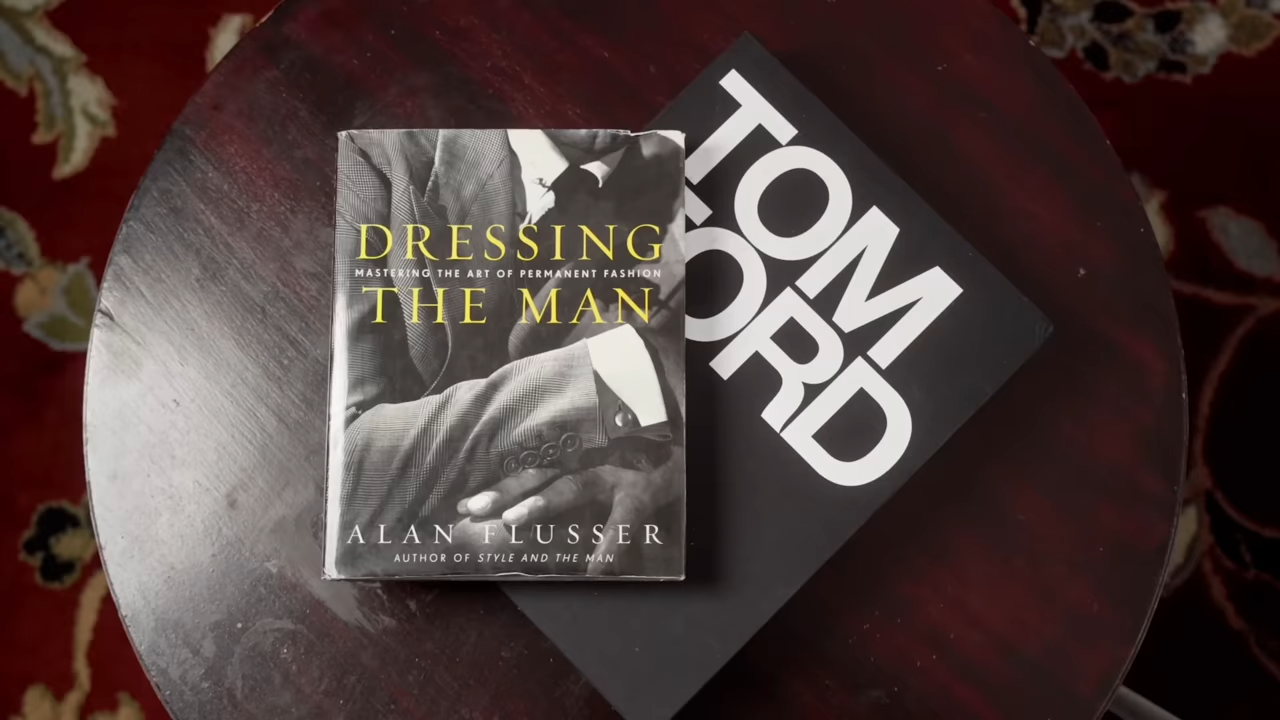 DRESSING
MASTERING THE ART OF PERMANENT FASHION
THE MAN
ALAN FLUSSER
AUTHOR OF STYLE AND THE MAN
TOM
FORD